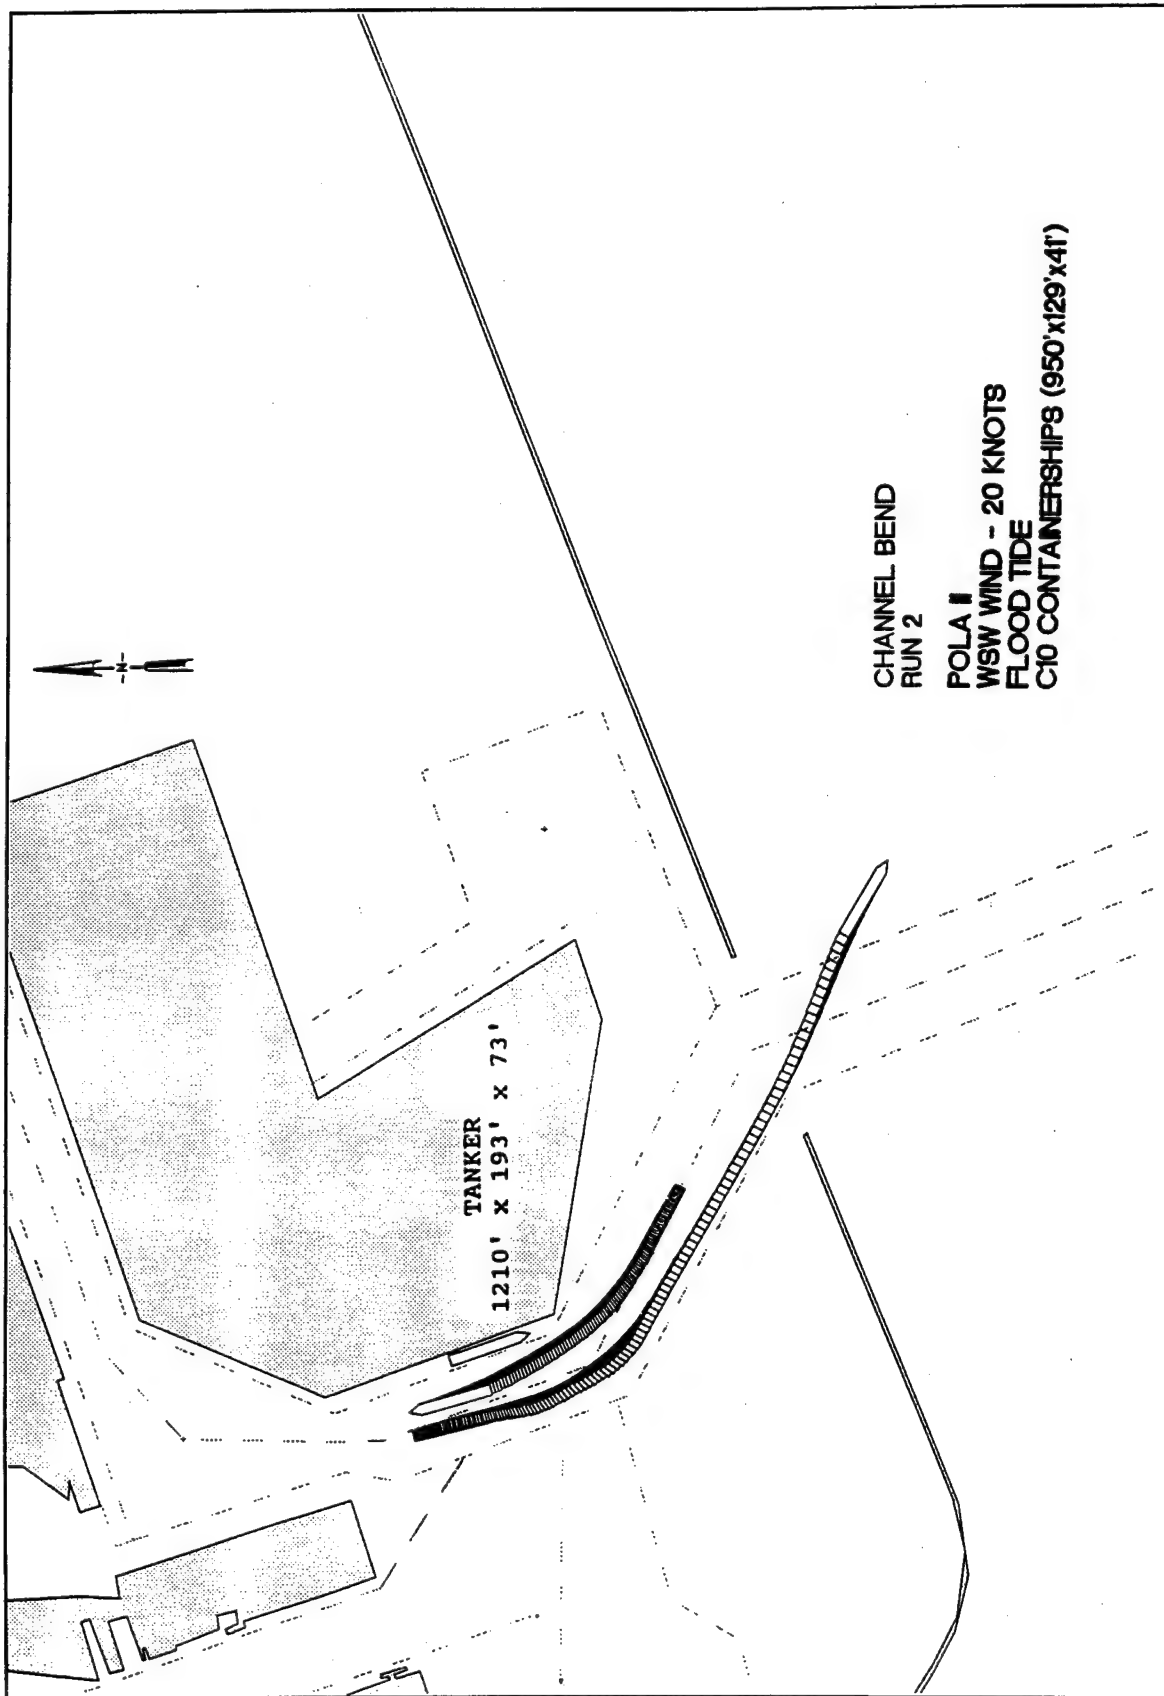 TANKER
1210' x 193' x 73'
CHANNEL BEND
RUN 2
POLA II
WSW WIND - 20 KNOTS
FLOOD TIDE
C10 CONTAINERSHIPS (950'x129'x41')
N